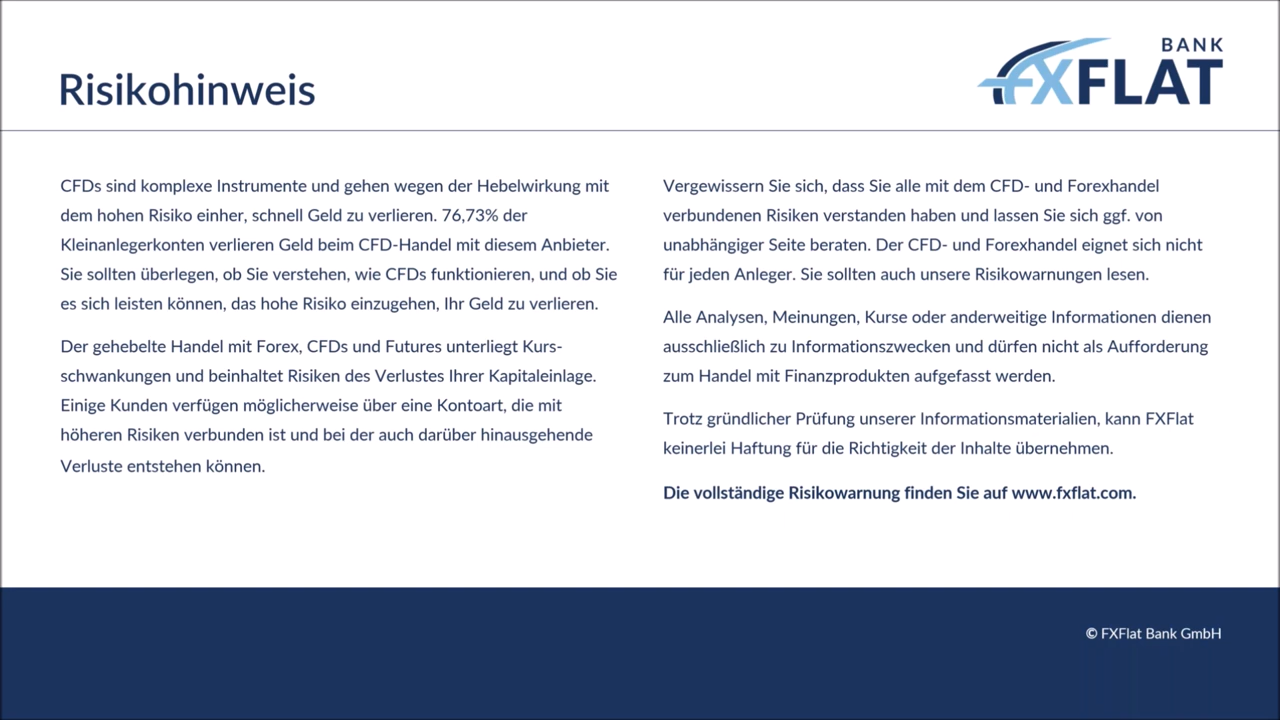 Risikohinweis
BANK
FXFLAT
CFDs sind komplexe Instrumente und gehen wegen der Hebelwirkung mit
dem hohen Risiko einher, schnell Geld zu verlieren. 76,73% der
Kleinanlegerkonten verlieren Geld beim CFD-Handel mit diesem Anbieter.
Sie sollten überlegen, ob Sie verstehen, wie CFDs funktionieren, und ob Sie
es sich leisten können, das hohe Risiko einzugehen, Ihr Geld zu verlieren.
Der gehebelte Handel mit Forex, CFDs und Futures unterliegt Kurs-
schwankungen und beinhaltet Risiken des Verlustes Ihrer Kapitaleinlage.
Einige Kunden verfügen möglicherweise über eine Kontoart, die mit
höheren Risiken verbunden ist und bei der auch darüber hinausgehende
Verluste entstehen können.
Vergewissern Sie sich, dass Sie alle mit dem CFD- und Forexhandel
verbundenen Risiken verstanden haben und lassen Sie sich ggf. von
unabhängiger Seite beraten. Der CFD- und Forexhandel eignet sich nicht
für jeden Anleger. Sie sollten auch unsere Risikowarnungen lesen.
Alle Analysen, Meinungen, Kurse oder anderweitige Informationen dienen
ausschließlich zu Informationszwecken und dürfen nicht als Aufforderung
zum Handel mit Finanzprodukten aufgefasst werden.
Trotz gründlicher Prüfung unserer Informationsmaterialien, kann FXFlat
keinerlei Haftung für die Richtigkeit der Inhalte übernehmen.
Die vollständige Risikowarnung finden Sie auf www.fxflat.com.
© FXFlat Bank GmbH